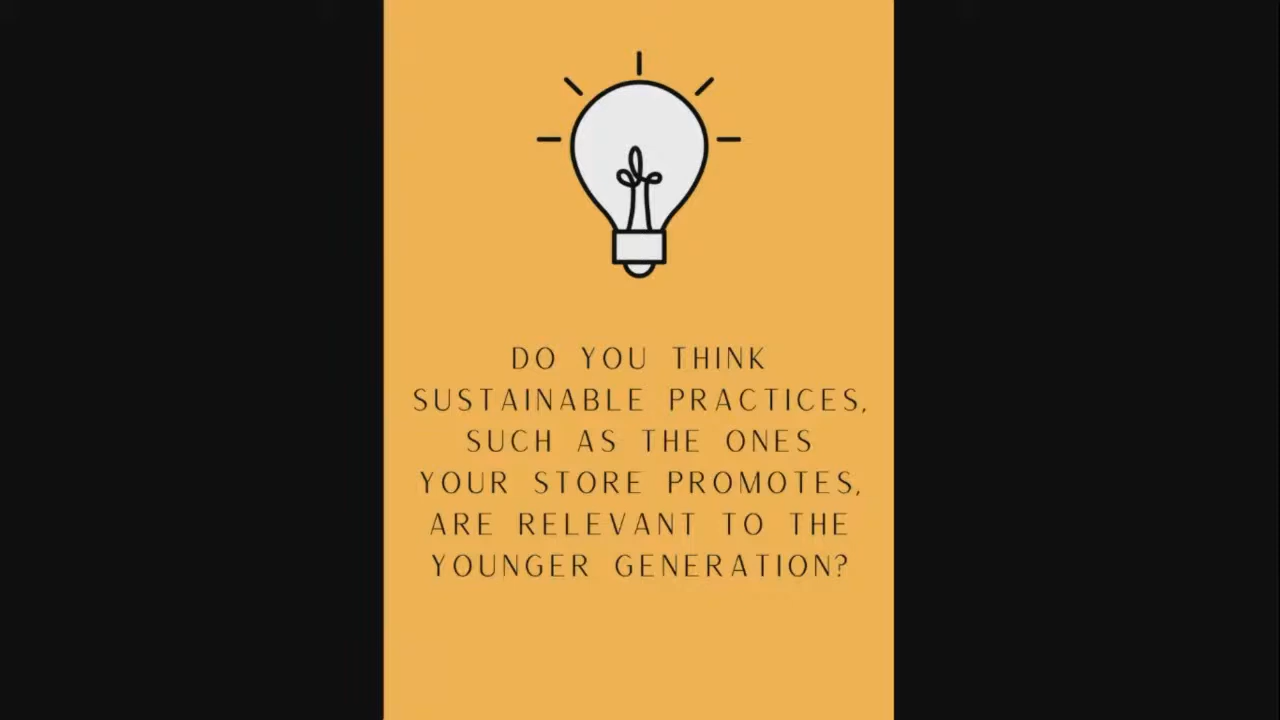 DO YOU THINK
SUSTAINABLE PRACTICES,
SUCH AS THE ONES
YOUR STORE PROMOTES,
ARE RELEVANT TO THE
YOUNGER GENERATION?